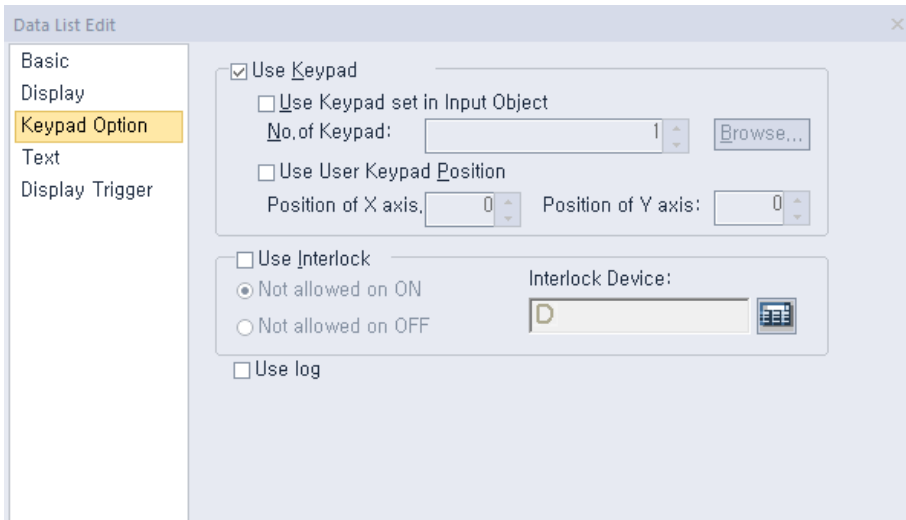 Data List Edit
Basic
Display
Keypad Option
Text
Display Trigger
Use Keypad
Use Keypad set in Input Object
No.of Keypad: 1 Browse...
Use User Keypad Position
Position of X axis, 0 Position of Y axis: 0
Use Interlock
Not allowed on ON
Not allowed on OFF
Interlock Device:
D
Use log